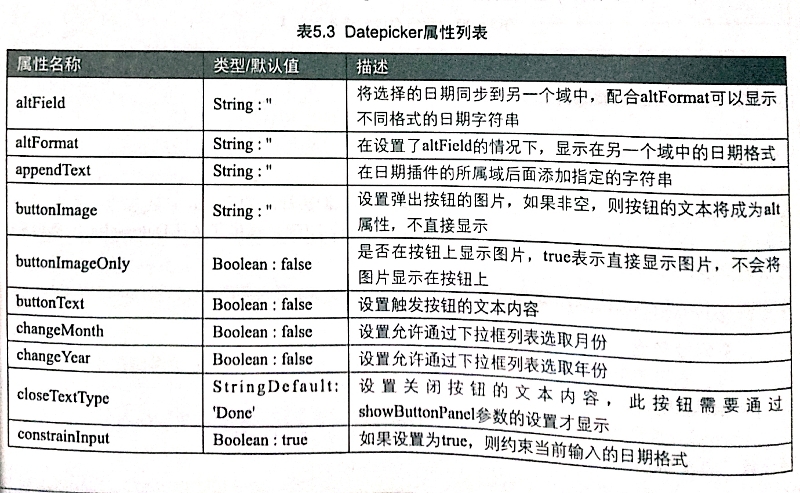 表5.3 Datepicker属性列表
属性名称 类型/默认值 描述
altField String : '' 将选择的日期同步到另一个域中，配合altFormat可以显示
不同格式的日期字符串
altFormat String : '' 在设置了altField的情况下，显示在另一个域中的日期格式
appendText String : '' 在日期插件的所属域后面添加指定的字符串
buttonImage String : '' 设置弹出按钮的图片，如果非空，则按钮的文本将成为alt
属性，不直接显示
buttonImageOnly Boolean : false 是否在按钮上显示图片，true表示直接显示图片，不会将
图片显示在按钮上
buttonText Boolean : false 设置触发按钮的文本内容
changeMonth Boolean : false 设置允许通过下拉框列表选取月份
changeYear Boolean : false 设置允许通过下拉框列表选取年份
closeTextType StringDefault: 设置关闭按钮的文本内容，此按钮需要通过
'Done' showButtonPanel参数的设置才显示
constrainInput Boolean : true 如果设置为true，则约束当前输入的日期格式